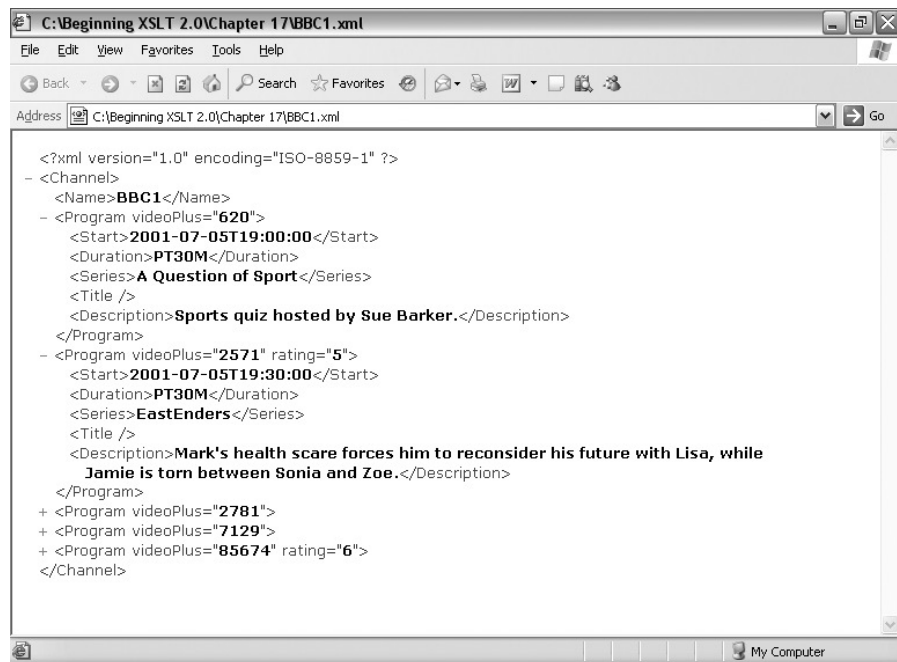 C:\Beginning XSLT 2.0\Chapter 17\BBC1.xml
File Edit View Favorites Tools Help
Back Search Favorites
Address C:\Beginning XSLT 2.0\Chapter 17\BBC1.xml Go
<?xml version="1.0" encoding="ISO-8859-1" ?>
- <Channel>
<Name>BBC1</Name>
- <Program videoPlus="620">
<Start>2001-07-05T19:00:00</Start>
<Duration>PT30M</Duration>
<Series>A Question of Sport</Series>
<Title />
<Description>Sports quiz hosted by Sue Barker.</Description>
</Program>
- <Program videoPlus="2571" rating="5">
<Start>2001-07-05T19:30:00</Start>
<Duration>PT30M</Duration>
<Series>EastEnders</Series>
<Title />
<Description>Mark's health scare forces him to reconsider his future with Lisa, while
Jamie is torn between Sonia and Zoe.</Description>
</Program>
+ <Program videoPlus="2781">
+ <Program videoPlus="7129">
+ <Program videoPlus="85674" rating="6">
</Channel>
My Computer